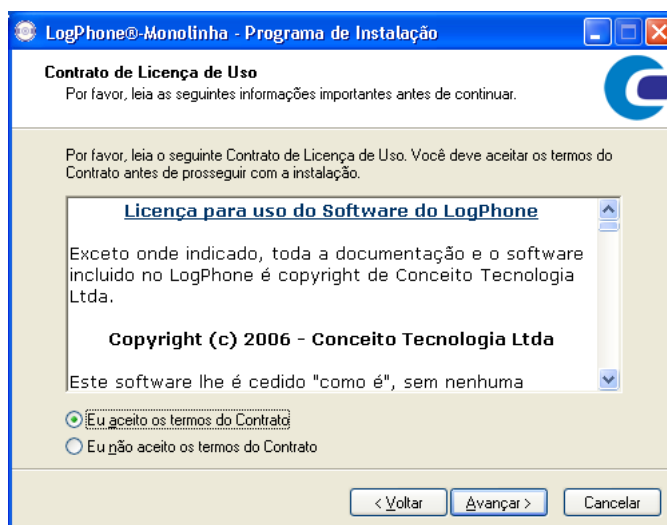 LogPhone®-Monolinha - Programa de Instalação
Contrato de Licença de Uso
Por favor, leia as seguintes informações importantes antes de continuar.
Por favor, leia o seguinte Contrato de Licença de Uso. Você deve aceitar os termos do
Contrato antes de prosseguir com a instalação.
Licença para uso do Software do LogPhone
Exceto onde indicado, toda a documentação e o software
incluido no LogPhone é copyright de Conceito Tecnologia
Ltda.
Copyright (c) 2006 - Conceito Tecnologia Ltda
Este software lhe é cedido "como é", sem nenhuma
Eu aceito os termos do Contrato
Eu não aceito os termos do Contrato
< Voltar Avançar > Cancelar